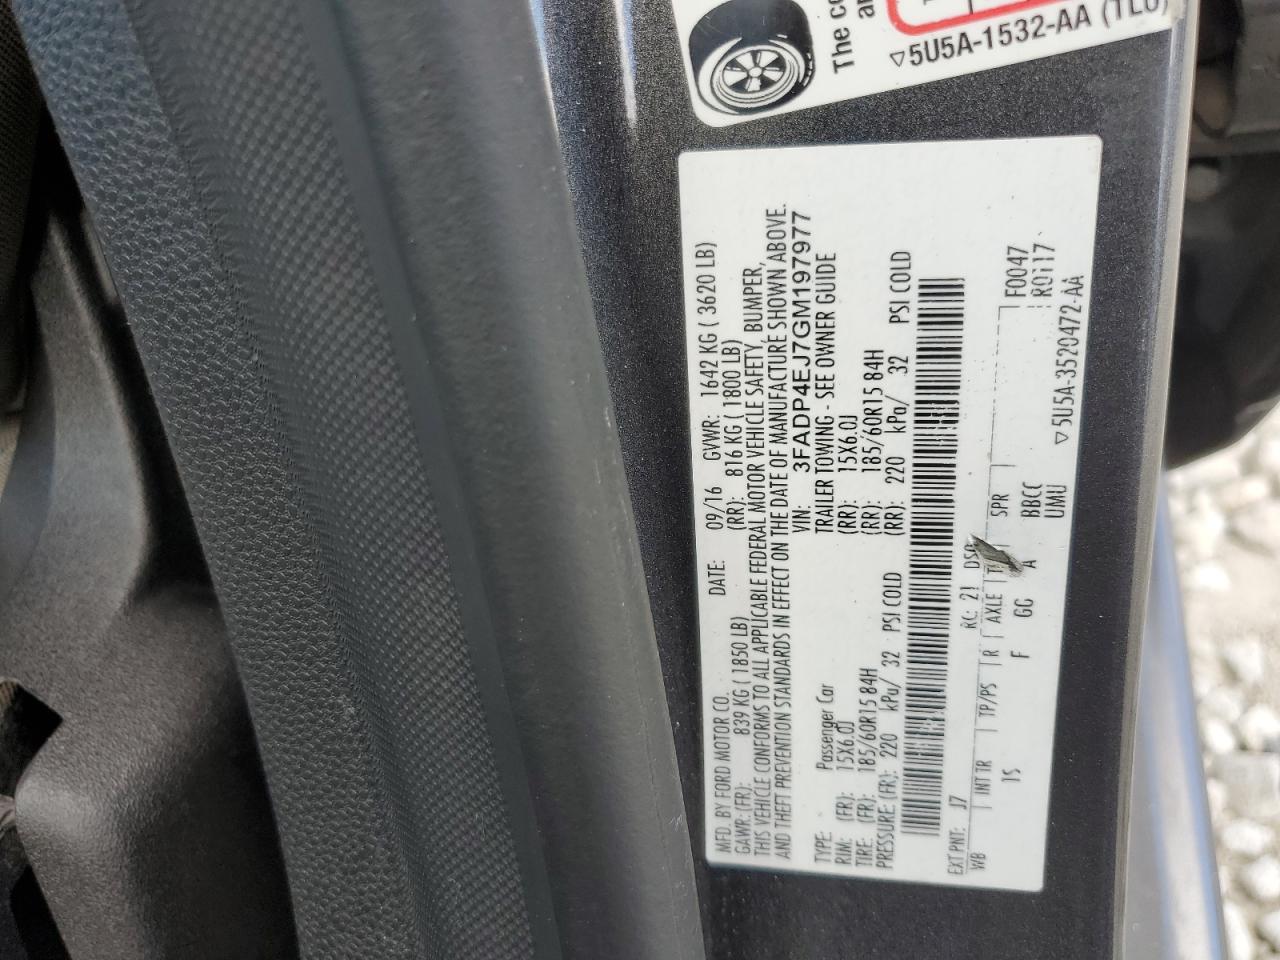 The
▽5U5A-1532-AA (TLU)
MFD. BY FORD MOTOR CO. DATE: 09/16 GVWR: 1642 KG ( 3620 LB)
GAWR:(FR): 839 KG ( 1850 LB) (RR): 816 KG ( 1800 LB)
THIS VEHICLE CONFORMS TO ALL APPLICABLE FEDERAL MOTOR VEHICLE SAFETY, BUMPER,
AND THEFT PREVENTION STANDARDS IN EFFECT ON THE DATE OF MANUFACTURE SHOWN ABOVE.
VIN: 3FADP4EJ7GM197977
TYPE: Passenger Car TRAILER TOWING - SEE OWNER GUIDE
RIM: (FR): 15X6.0J (RR): 15X6.0J
TIRE: (FR): 185/60R15 84H (RR): 185/60R15 84H
PRESSURE:(FR): 220 kPa/ 32 PSI COLD (RR): 220 kPa/ 32 PSI COLD
EXT PNT: J7 RC: 21 DSO
WB INT TR TP/PS R AXLE SPR F0047
IS F GG A BBCC R0117
UMU
▽5U5A-3520472-AA